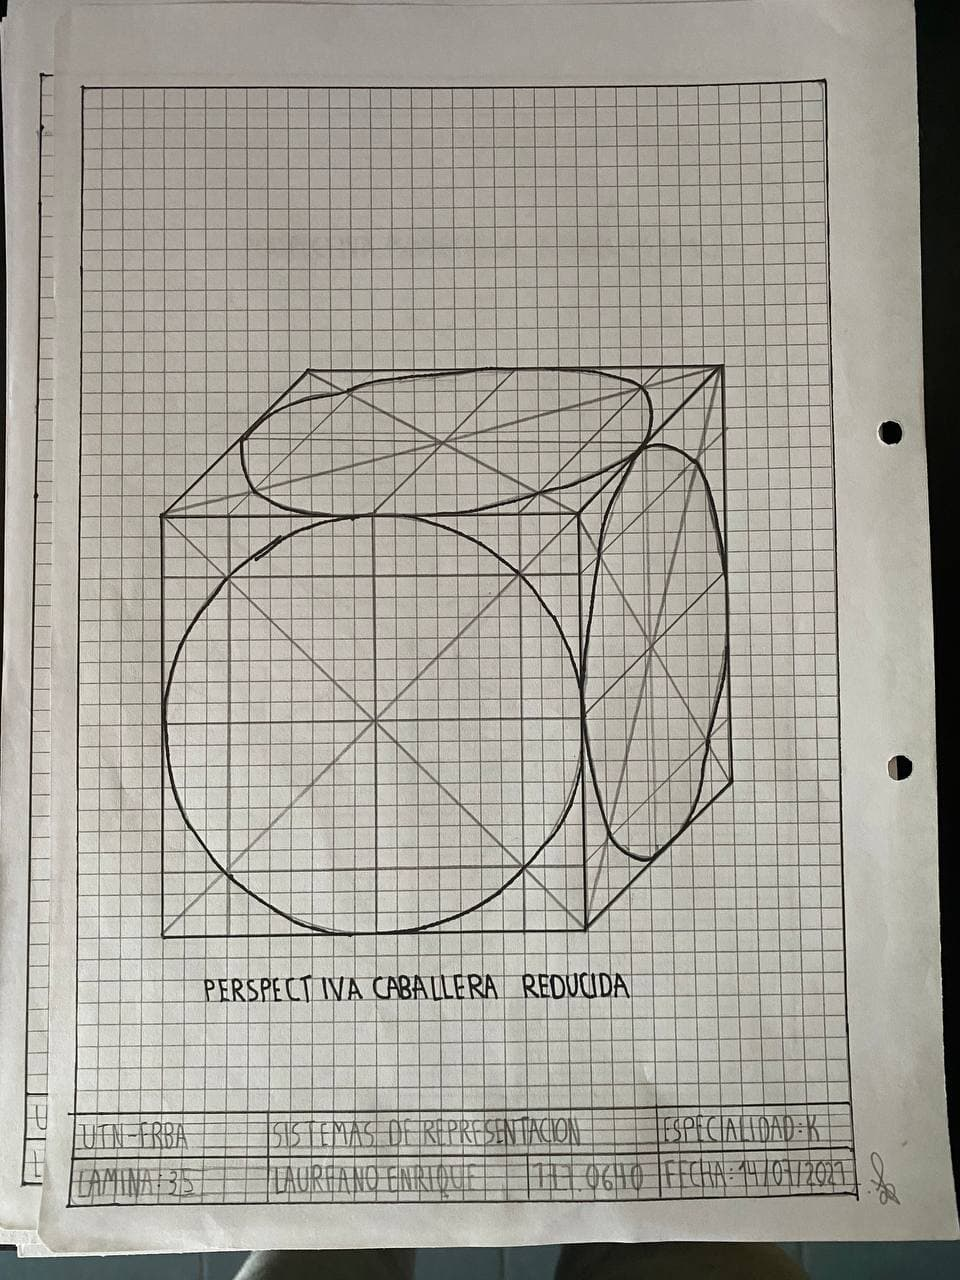 PERSPECTIVA CABALLERA REDUCIDA
UTN-FRBA SISTEMAS DE REPRESENTACION ESPECIALIDAD:K
LAMINA:35 LAUREANO ENRIQUE FECHA:14/07/2021